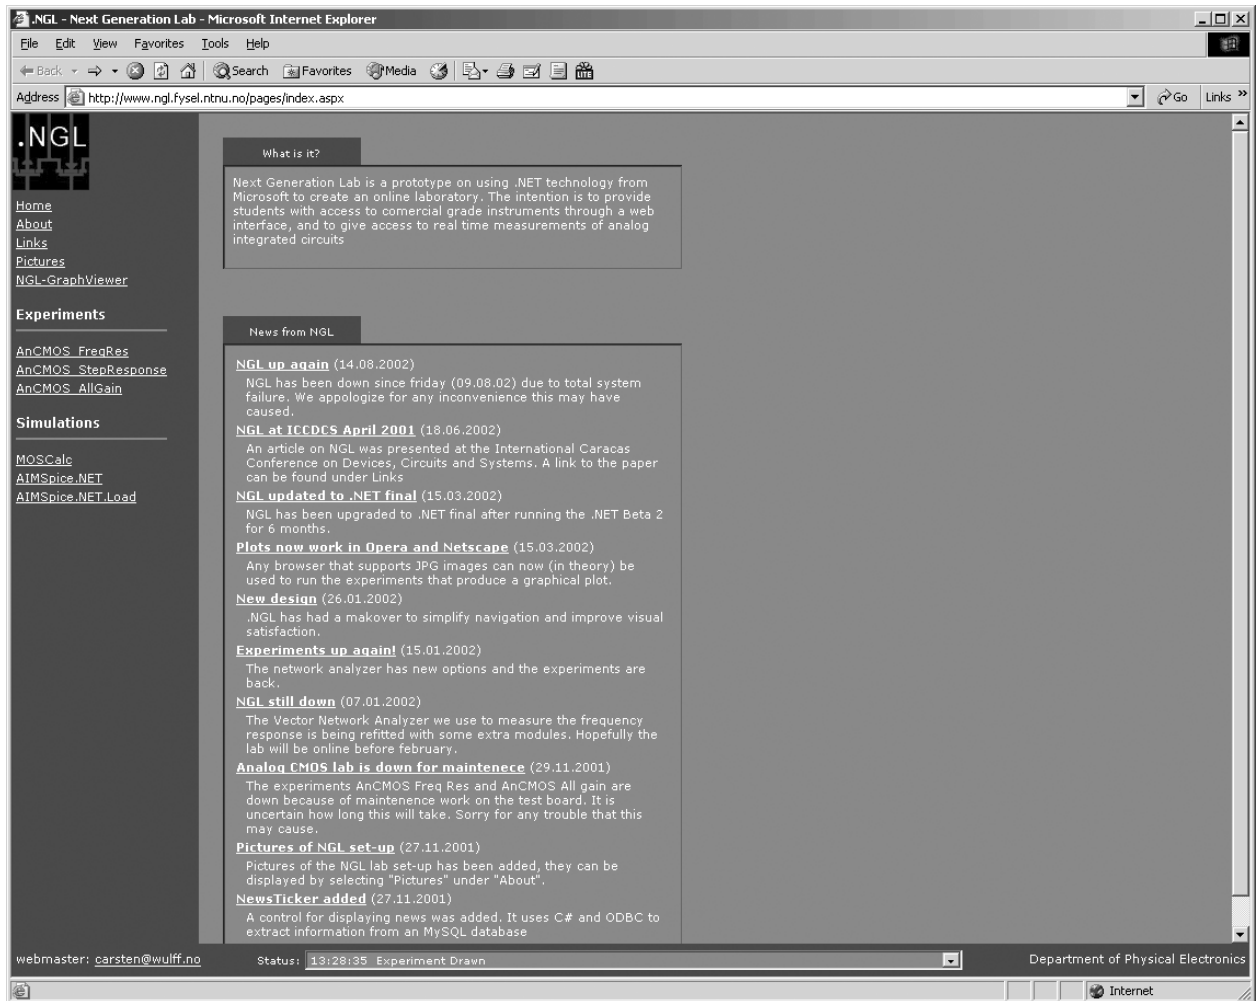 .NGL - Next Generation Lab - Microsoft Internet Explorer
File Edit View Favorites Tools Help
Back Search Favorites Media
Address http://www.ngl.fysel.ntnu.no/pages/index.aspx Go Links »
.NGL
Home
About
Links
Pictures
NGL-GraphViewer
Experiments
AnCMOS FreqRes
AnCMOS StepResponse
AnCMOS AllGain
Simulations
MOSCalc
AIMSpice.NET
AIMSpice.NET.Load
What is it?
Next Generation Lab is a prototype on using .NET technology from
Microsoft to create an online laboratory. The intention is to provide
students with access to comercial grade instruments through a web
interface, and to give access to real time measurements of analog
integrated circuits
News from NGL
NGL up again (14.08.2002)
NGL has been down since friday (09.08.02) due to total system
failure. We appologize for any inconvenience this may have
caused.
NGL at ICCDCS April 2001 (18.06.2002)
An article on NGL was presented at the International Caracas
Conference on Devices, Circuits and Systems. A link to the paper
can be found under Links
NGL updated to .NET final (15.03.2002)
NGL has been upgraded to .NET final after running the .NET Beta 2
for 6 months.
Plots now work in Opera and Netscape (15.03.2002)
Any browser that supports JPG images can now (in theory) be
used to run the experiments that produce a graphical plot.
New design (26.01.2002)
.NGL has had a makover to simplify navigation and improve visual
satisfaction.
Experiments up again! (15.01.2002)
The network analyzer has new options and the experiments are
back.
NGL still down (07.01.2002)
The Vector Network Analyzer we use to measure the frequency
response is being refitted with some extra modules. Hopefully the
lab will be online before february.
Analog CMOS lab is down for maintenece (29.11.2001)
The experiments AnCMOS Freq Res and AnCMOS All gain are
down because of maintenence work on the test board. It is
uncertain how long this will take. Sorry for any trouble that this
may cause.
Pictures of NGL set-up (27.11.2001)
Pictures of the NGL lab set-up has been added, they can be
displayed by selecting "Pictures" under "About".
NewsTicker added (27.11.2001)
A control for displaying news was added. It uses C# and ODBC to
extract information from an MySQL database
webmaster: carsten@wulff.no Status: 13:28:35 Experiment Drawn Department of Physical Electronics
Internet